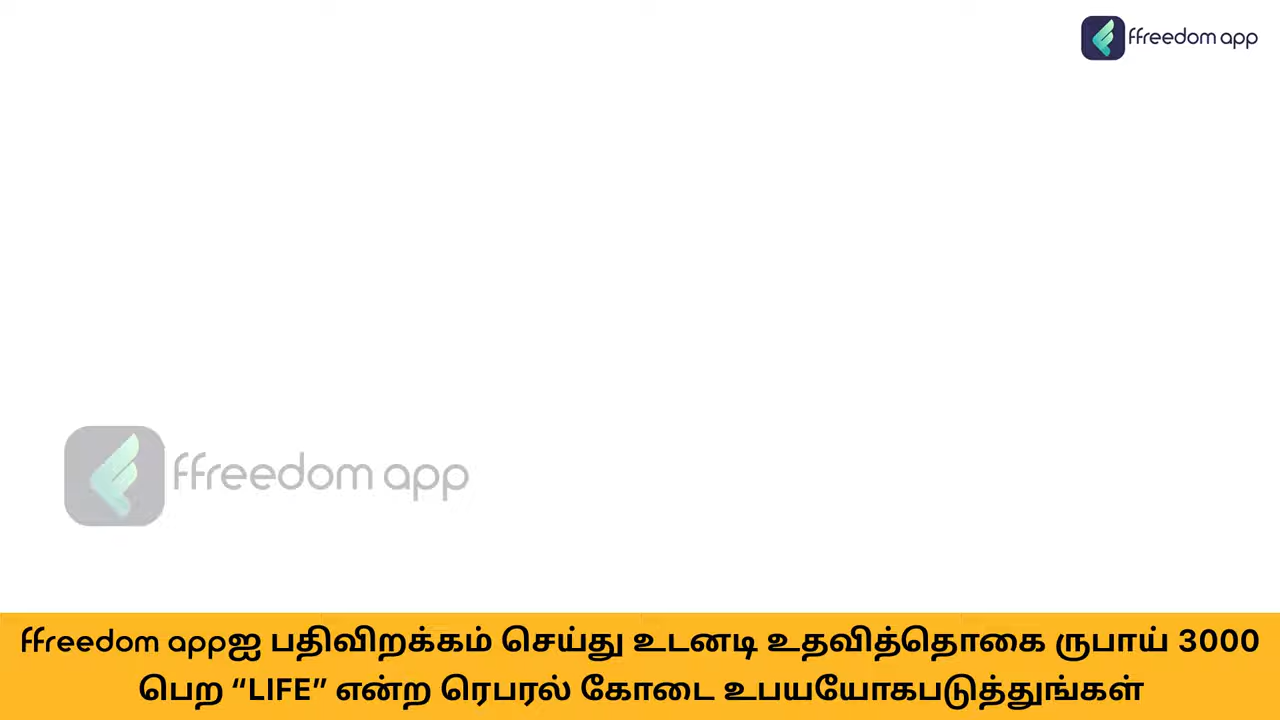 ffreedom app
ffreedom app
ffreedom appஐ பதிவிறக்கம் செய்து உடனடி உதவித்தொகை ருபாய் 3000
பெற “LIFE” என்ற ரெபரல் கோடை உபயயோகபடுத்துங்கள்